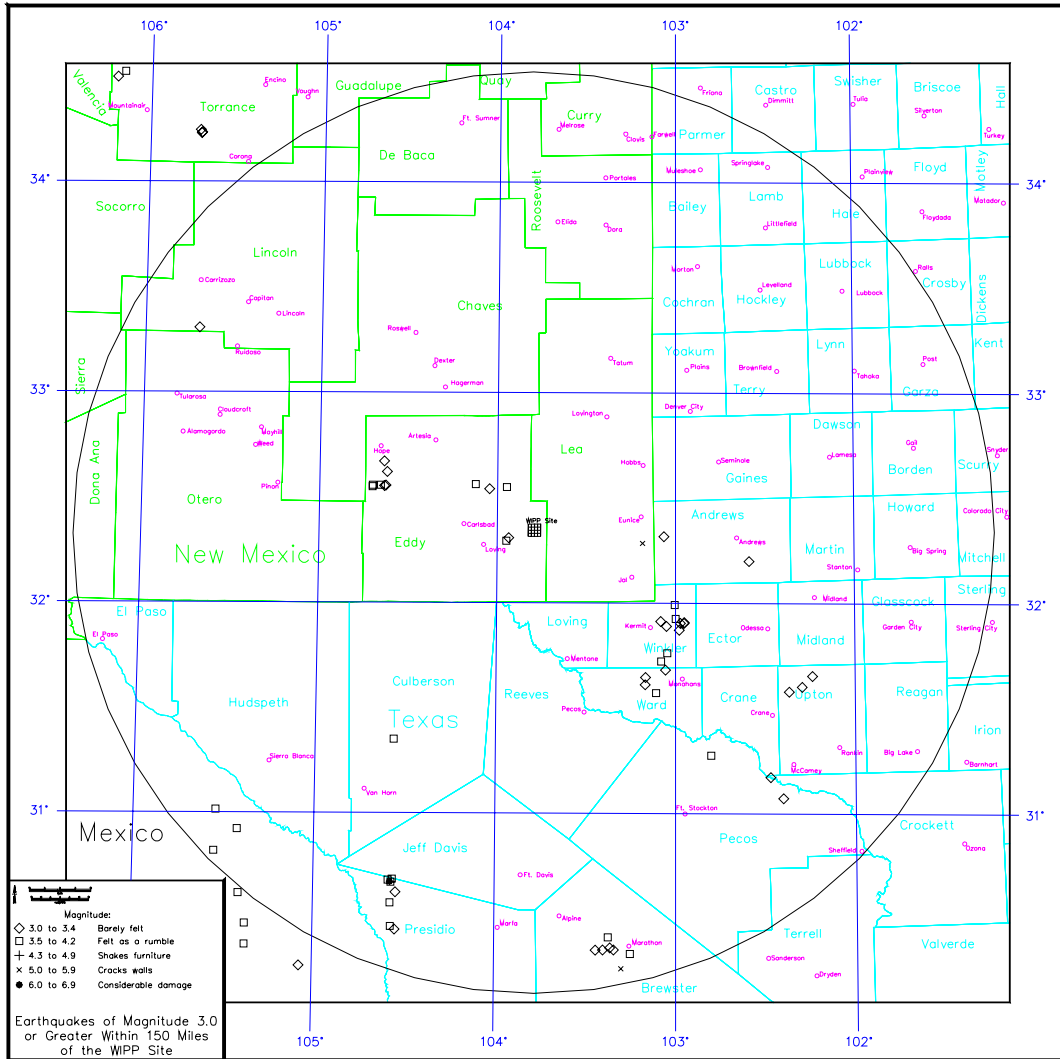 106°
105°
104°
103°
102°
Encino
Vaughn
Guadalupe
Quay
Friona
Castro
Dimmitt
Swisher
Tulia
Briscoe
Silverton
Hall
Valencia
Mountainair
Torrance
Ft. Sumner
Melrose
Curry
Clovis
Farwell
Parmer
Turkey
Corona
De Baca
Roosevelt
Portales
Muleshoe
Springlake
Plainview
Floyd
Motley
34°
34°
Socorro
Bailey
Lamb
Hale
Matador
Elida
Dora
Littlefield
Floydada
Lincoln
Carrizozo
Morton
Lubbock
Ralls
Crosby
Capitan
Lincoln
Chaves
Cochran
Levelland
Hockley
Lubbock
Dickens
Roswell
Ruidoso
Sierra
Dexter
Hagerman
Tatum
Yoakum
Plains
Brownfield
Terry
Lynn
Tahoka
Post
Garza
Kent
33°
33°
Tularosa
Cloudcroft
Alamogordo
Mayhill
Weed
Artesia
Hope
Lovington
Denver City
Dawson
Dona Ana
Lea
Hobbs
Seminole
Gaines
Lamesa
Gail
Borden
Scurry
Snyder
Pinon
Otero
Carlsbad
WIPP Site
Eunice
Andrews
Howard
Colorado City
New Mexico
Eddy
Loving
Andrews
Martin
Stanton
Big Spring
Mitchell
Jal
32°
32°
El Paso
El Paso
Loving
Kermit
Winkler
Ector
Odessa
Midland
Midland
Glasscock
Garden City
Sterling
Sterling City
Mentone
Culberson
Reeves
Monahans
Hudspeth
Texas
Pecos
Ward
Crane
Crane
Upton
Reagan
Irion
Sierra Blanca
Rankin
McCamey
Big Lake
Barnhart
Van Horn
Ft. Stockton
31°
31°
Mexico
Jeff Davis
Pecos
Crockett
Sheffield
Ozona
Ft. Davis
Presidio
Marfa
Alpine
Marathon
Terrell
Valverde
Sanderson
Dryden
Brewster
Magnitude:
3.0 to 3.4 Barely felt
3.5 to 4.2 Felt as a rumble
4.3 to 4.9 Shakes furniture
5.0 to 5.9 Cracks walls
6.0 to 6.9 Considerable damage
Earthquakes of Magnitude 3.0
or Greater Within 150 Miles
of the WIPP Site
105°
104°
103°
102°